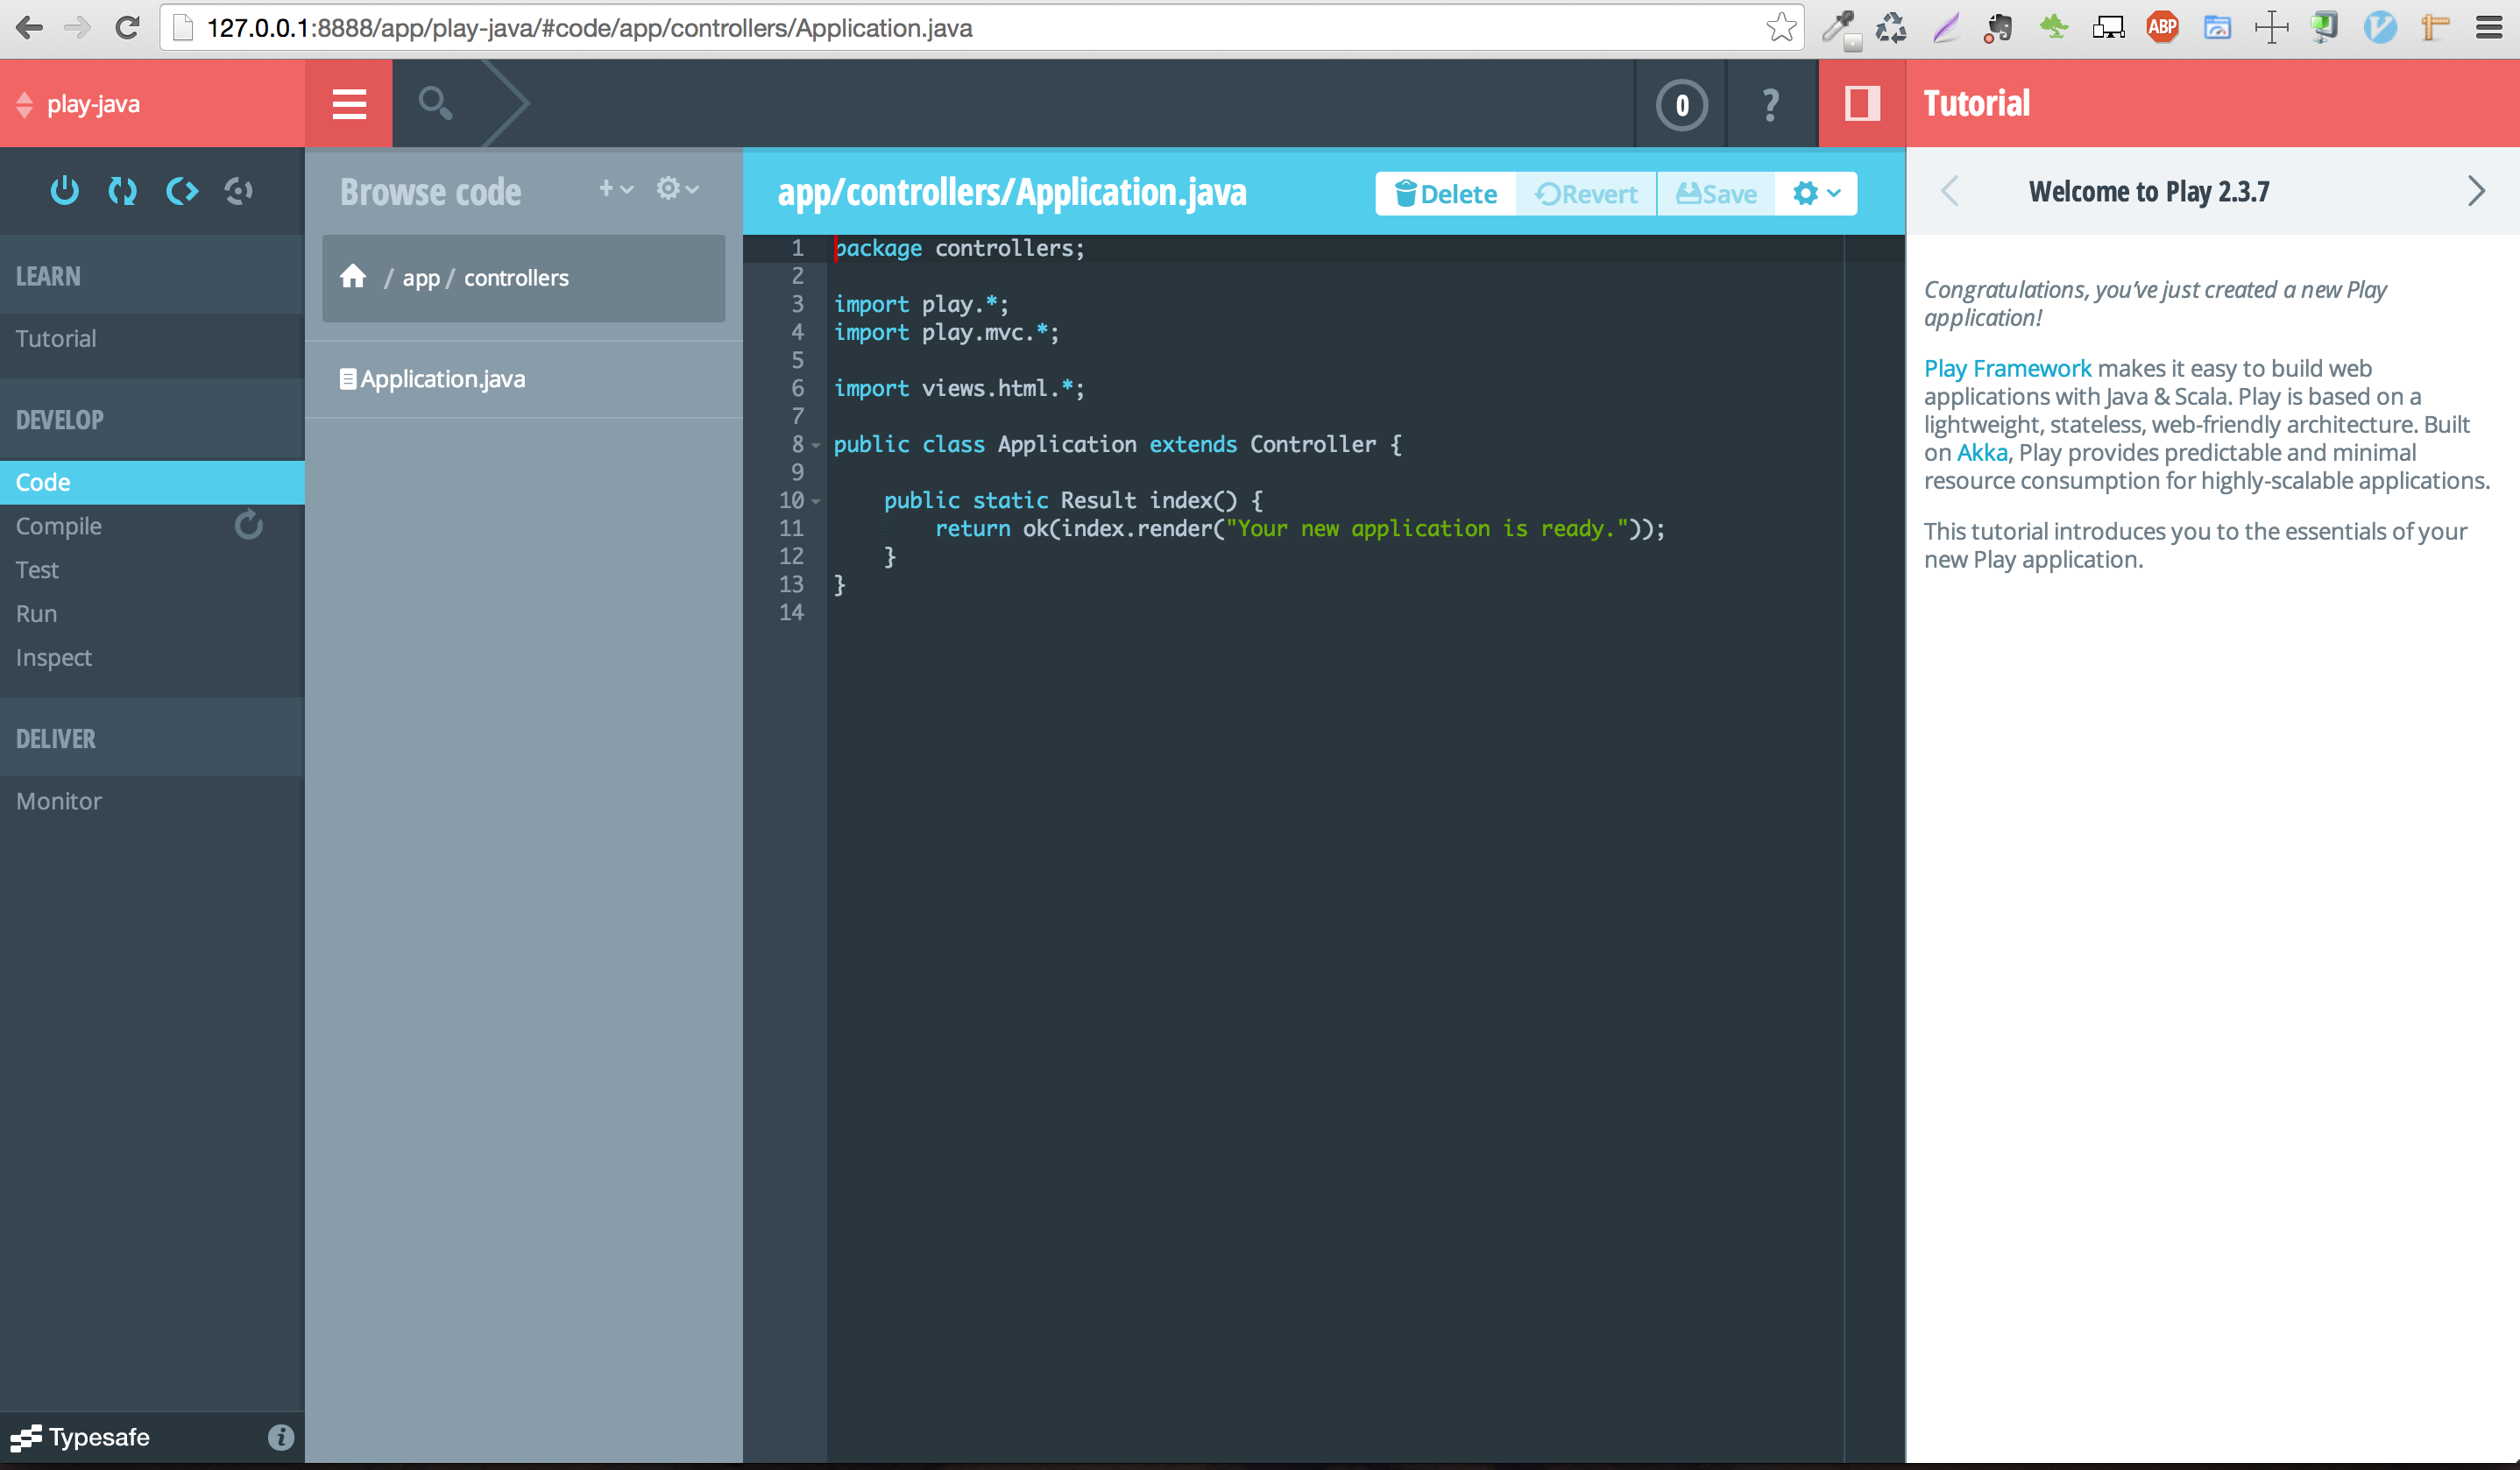 127.0.0.1:8888/app/play-java/#code/app/controllers/Application.java
ABP
play-java
0
?
Tutorial
LEARN
Tutorial
DEVELOP
Code
Compile
Test
Run
Inspect
DELIVER
Monitor
Typesafe
i
Browse code
+
/ app / controllers
Application.java
app/controllers/Application.java
Delete
Revert
Save
1 package controllers;
2
3 import play.*;
4 import play.mvc.*;
5
6 import views.html.*;
7
8 public class Application extends Controller {
9
10     public static Result index() {
11         return ok(index.render("Your new application is ready."));
12     }
13 }
14
Welcome to Play 2.3.7
Congratulations, you've just created a new Play
application!
Play Framework makes it easy to build web
applications with Java & Scala. Play is based on a
lightweight, stateless, web-friendly architecture. Built
on Akka, Play provides predictable and minimal
resource consumption for highly-scalable applications.
This tutorial introduces you to the essentials of your
new Play application.